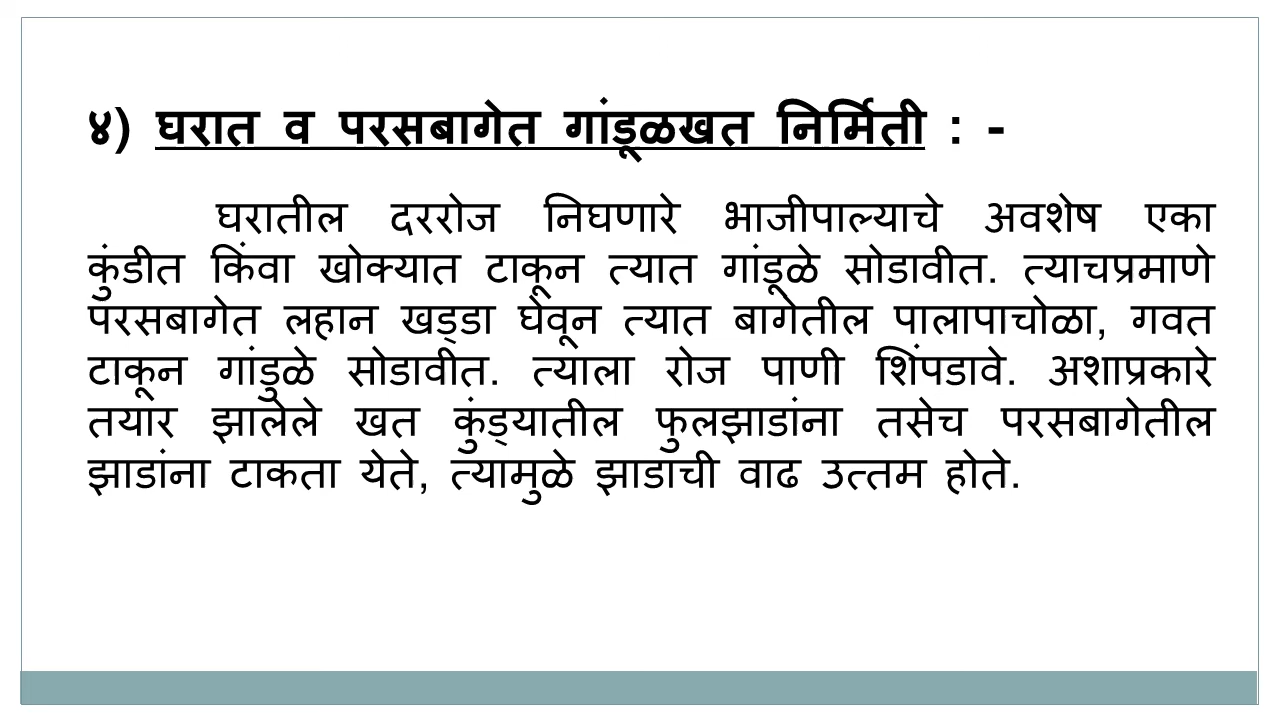 ४) घरात व परसबागेत गांडूळखत निर्मिती : -
घरातील दररोज निघणारे भाजीपाल्याचे अवशेष एका
कुंडीत किंवा खोक्यात टाकून त्यात गांडूळे सोडावीत. त्याचप्रमाणे
परसबागेत लहान खड्डा घेवून त्यात बागेतील पालापाचोळा, गवत
टाकून गांडुळे सोडावीत. त्याला रोज पाणी शिंपडावे. अशाप्रकारे
तयार झालेले खत कुंड्यातील फुलझाडांना तसेच परसबागेतील
झाडांना टाकता येते, त्यामुळे झाडाची वाढ उत्तम होते.